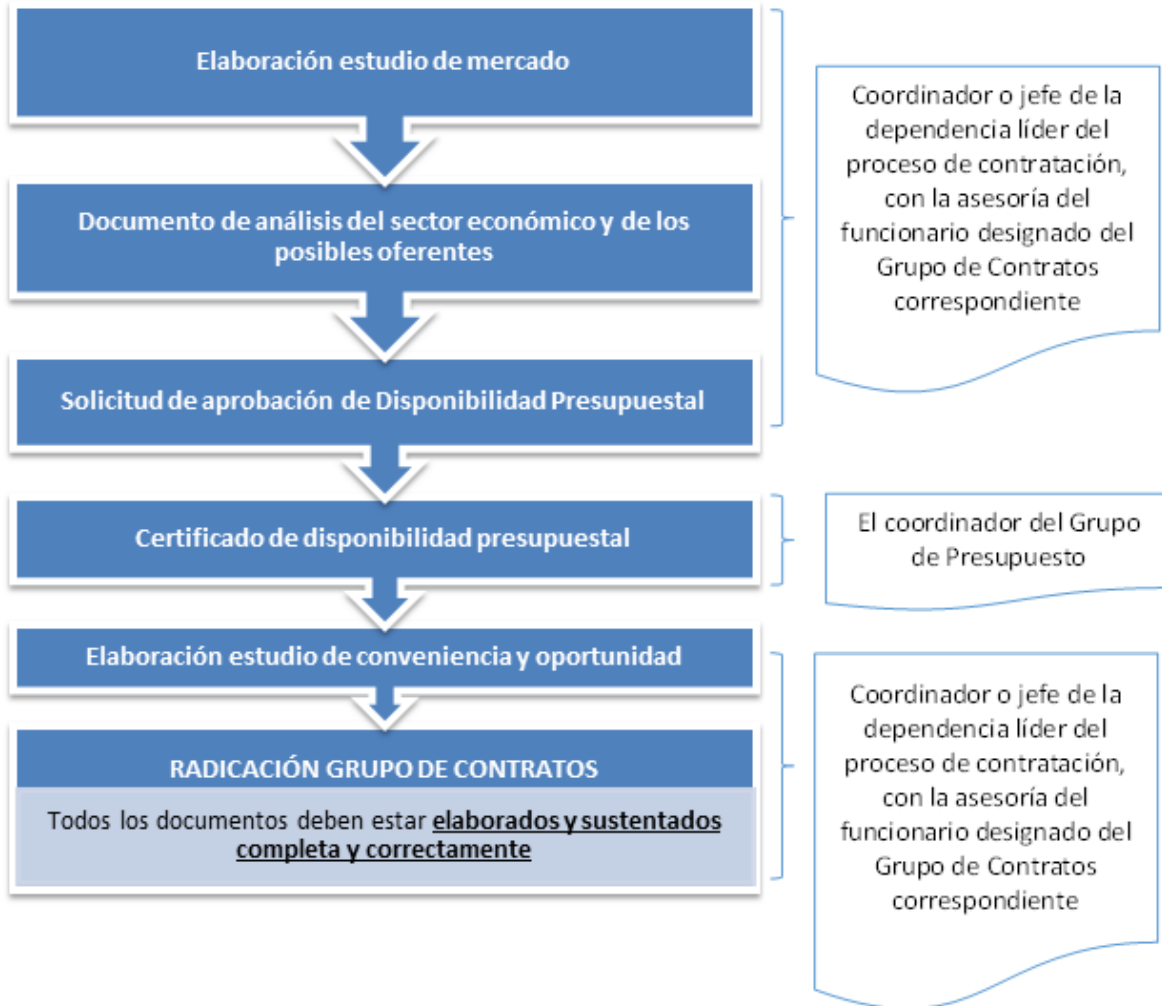 Elaboración estudio de mercado
Documento de análisis del sector económico y de los
posibles oferentes
Solicitud de aprobación de Disponibilidad Presupuestal
Coordinador o jefe de la
dependencia líder del
proceso de contratación,
con la asesoría del
funcionario designado del
Grupo de Contratos
correspondiente
Certificado de disponibilidad presupuestal
El coordinador del Grupo
de Presupuesto
Elaboración estudio de conveniencia y oportunidad
RADICACIÓN GRUPO DE CONTRATOS
Todos los documentos deben estar elaborados y sustentados
completa y correctamente
Coordinador o jefe de la
dependencia líder del
proceso de contratación,
con la asesoría del
funcionario designado del
Grupo de Contratos
correspondiente